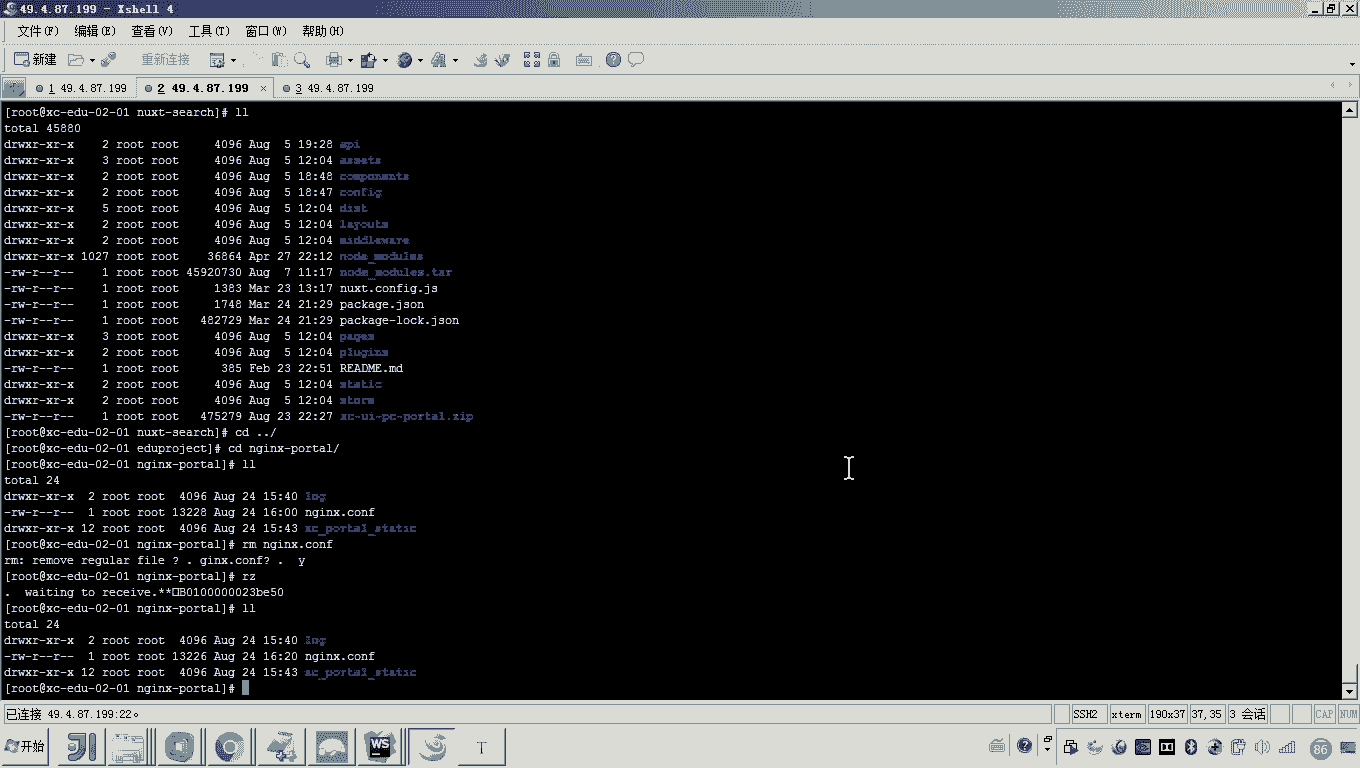 49.4.87.199 - Xshell 4
文件(F) 编辑(E) 查看(V) 工具(T) 窗口(W) 帮助(H)
新建 重新连接
1 49.4.87.199 2 49.4.87.199 × 3 49.4.87.199
[root@xc-edu-02-01 nuxt-search]# ll
total 45880
drwxr-xr-x 2 root root 4096 Aug 5 19:28 api
drwxr-xr-x 3 root root 4096 Aug 5 12:04 assets
drwxr-xr-x 2 root root 4096 Aug 5 18:48 components
drwxr-xr-x 2 root root 4096 Aug 5 18:47 config
drwxr-xr-x 5 root root 4096 Aug 5 12:04 dist
drwxr-xr-x 2 root root 4096 Aug 5 12:04 layouts
drwxr-xr-x 2 root root 4096 Aug 5 12:04 middleware
drwxr-xr-x 1027 root root 36864 Apr 27 22:12 node_modules
-rw-r--r-- 1 root root 45920730 Aug 7 11:17 node_modules.tar
-rw-r--r-- 1 root root 1383 Mar 23 13:17 nuxt.config.js
-rw-r--r-- 1 root root 1748 Mar 24 21:29 package.json
-rw-r--r-- 1 root root 482729 Mar 24 21:29 package-lock.json
drwxr-xr-x 3 root root 4096 Aug 5 12:04 pages
drwxr-xr-x 2 root root 4096 Aug 5 12:04 plugins
-rw-r--r-- 1 root root 385 Feb 23 22:51 README.md
drwxr-xr-x 2 root root 4096 Aug 5 12:04 static
drwxr-xr-x 2 root root 4096 Aug 5 12:04 store
-rw-r--r-- 1 root root 475279 Aug 23 22:27 xc-ui-pc-portal.zip
[root@xc-edu-02-01 nuxt-search]# cd ../
[root@xc-edu-02-01 eduproject]# cd nginx-portal/
[root@xc-edu-02-01 nginx-portal]# ll
total 24
drwxr-xr-x 2 root root 4096 Aug 24 15:40 log
-rw-r--r-- 1 root root 13228 Aug 24 16:00 nginx.conf
drwxr-xr-x 12 root root 4096 Aug 24 15:43 xc_portal_static
[root@xc-edu-02-01 nginx-portal]# rm nginx.conf
rm: remove regular file ? . ginx.conf? . y
[root@xc-edu-02-01 nginx-portal]# rz
. waiting to receive.**□B0100000023be50
[root@xc-edu-02-01 nginx-portal]# ll
total 24
drwxr-xr-x 2 root root 4096 Aug 24 15:40 log
-rw-r--r-- 1 root root 13226 Aug 24 16:20 nginx.conf
drwxr-xr-x 12 root root 4096 Aug 24 15:43 xc_portal_static
[root@xc-edu-02-01 nginx-portal]#
已连接 49.4.87.199:22。 SSH2 xterm 190x37 37,35 3 会话 CAP NUM
开始 WS T 86